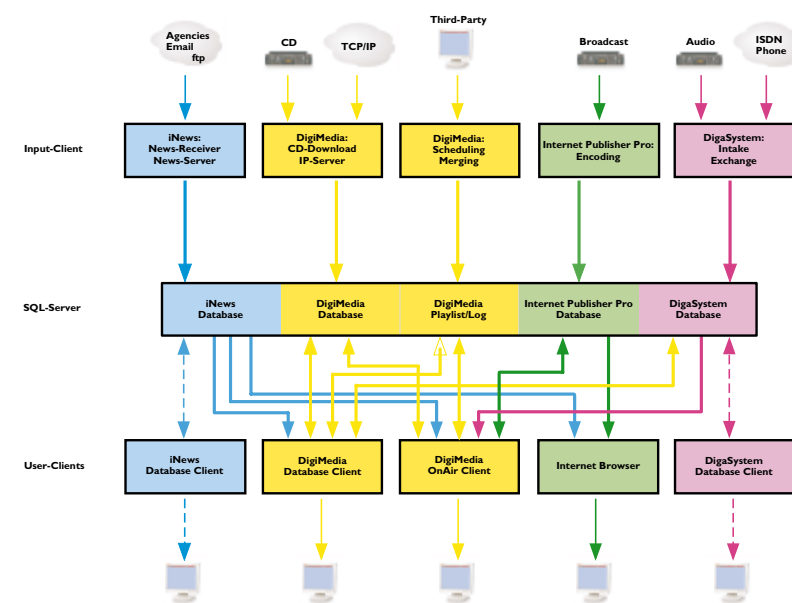 Agencies
Email
ftp
CD
TCP/IP
Third-Party
Broadcast
Audio
ISDN
Phone
Input-Client
iNews:
News-Receiver
News-Server
DigiMedia:
CD-Download
IP-Server
DigiMedia:
Scheduling
Merging
Internet Publisher Pro:
Encoding
DigaSystem:
Intake
Exchange
SQL-Server
iNews
Database
DigiMedia
Database
DigiMedia
Playlist/Log
Internet Publisher Pro
Database
DigaSystem
Database
User-Clients
iNews
Database Client
DigiMedia
Database Client
DigiMedia
OnAir Client
Internet Browser
DigaSystem
Database Client